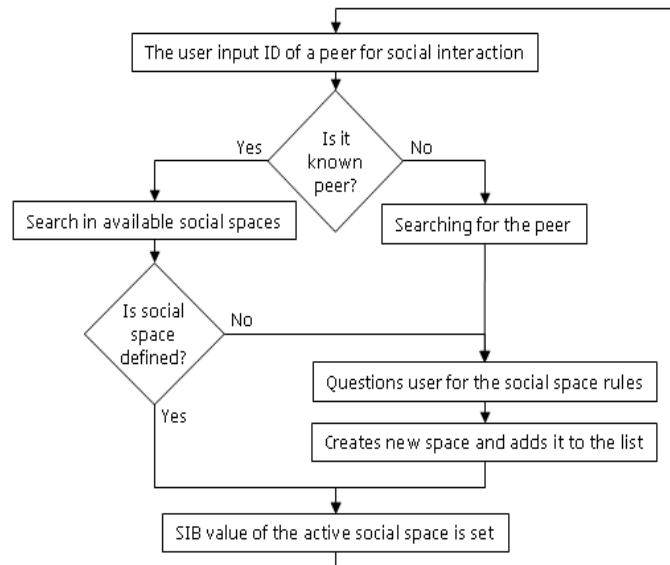 The user input ID of a peer for social interaction
Is it
known
peer?
Yes
No
Search in available social spaces
Searching for the peer
Is social
space
defined?
No
Yes
Questions user for the social space rules
Creates new space and adds it to the list
SIB value of the active social space is set